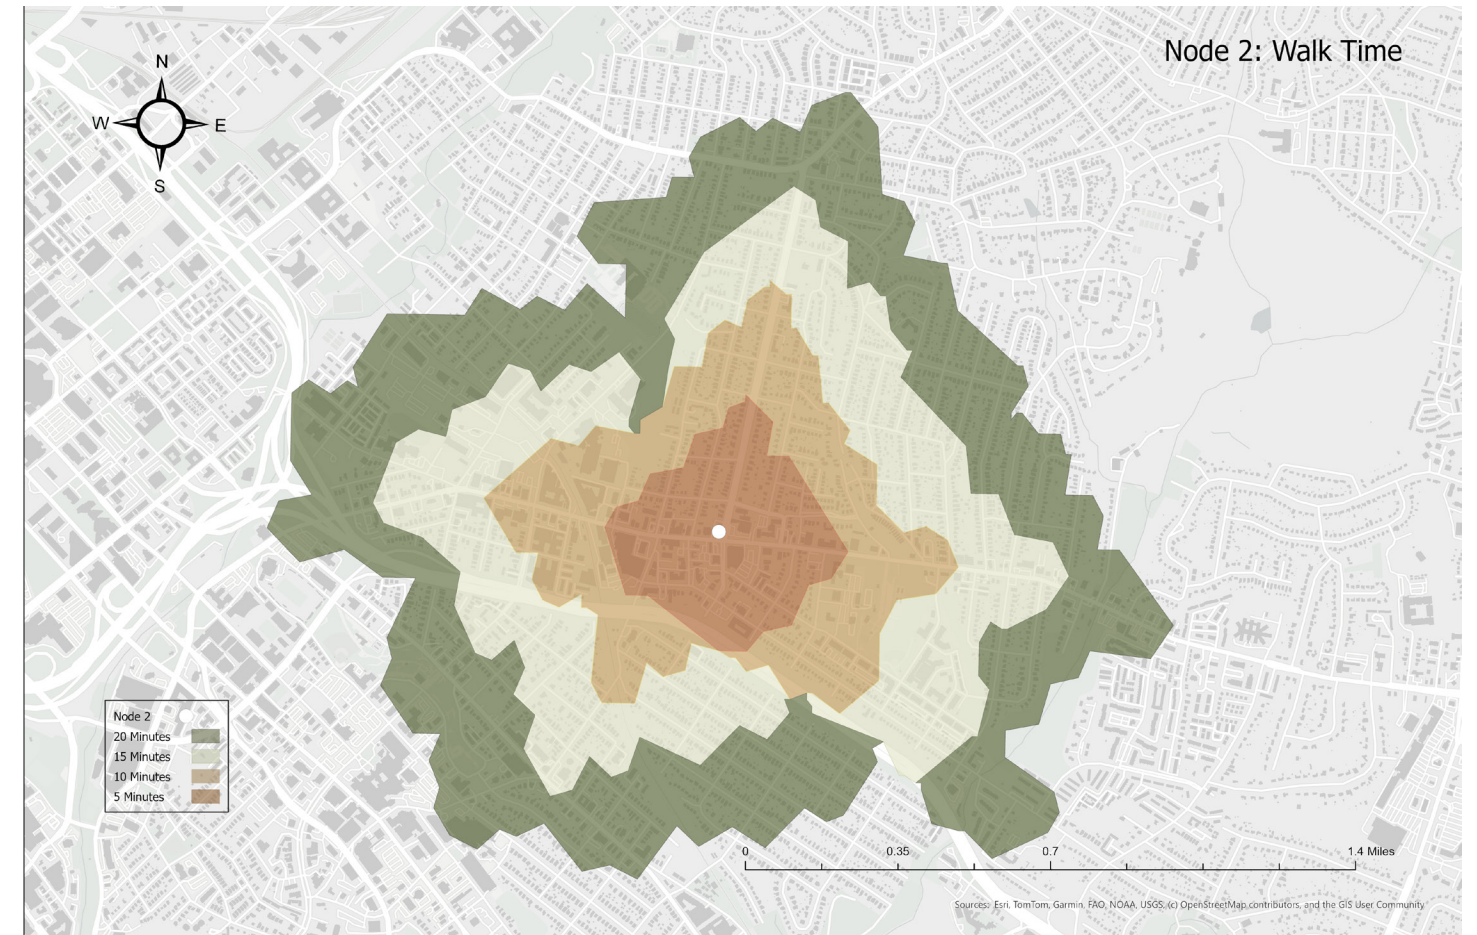 Node 2: Walk Time
N
W E
S
Node 2
20 Minutes
15 Minutes
10 Minutes
5 Minutes
0 0.35 0.7 1.4 Miles
Sources: Esri, TomTom, Garmin, FAO, NOAA, USGS, (c) OpenStreetMap contributors, and the GIS User Community